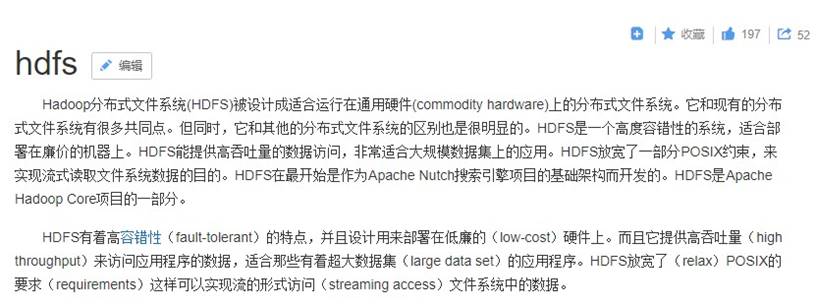 收藏 197 52
hdfs 编辑
Hadoop分布式文件系统(HDFS)被设计成适合运行在通用硬件(commodity hardware)上的分布式文件系统。它和现有的分布
式文件系统有很多共同点。但同时，它和其他的分布式文件系统的区别也是很明显的。HDFS是一个高度容错性的系统，适合部
署在廉价的机器上。HDFS能提供高吞吐量的数据访问，非常适合大规模数据集上的应用。HDFS放宽了一部分POSIX约束，来
实现流式读取文件系统数据的目的。HDFS在最开始是作为Apache Nutch搜索引擎项目的基础架构而开发的。HDFS是Apache
Hadoop Core项目的一部分。
HDFS有着高容错性（fault-tolerant）的特点，并且设计用来部署在低廉的（low-cost）硬件上。而且它提供高吞吐量（high
throughput）来访问应用程序的数据，适合那些有着超大数据集（large data set）的应用程序。HDFS放宽了（relax）POSIX的
要求（requirements）这样可以实现流的形式访问（streaming access）文件系统中的数据。